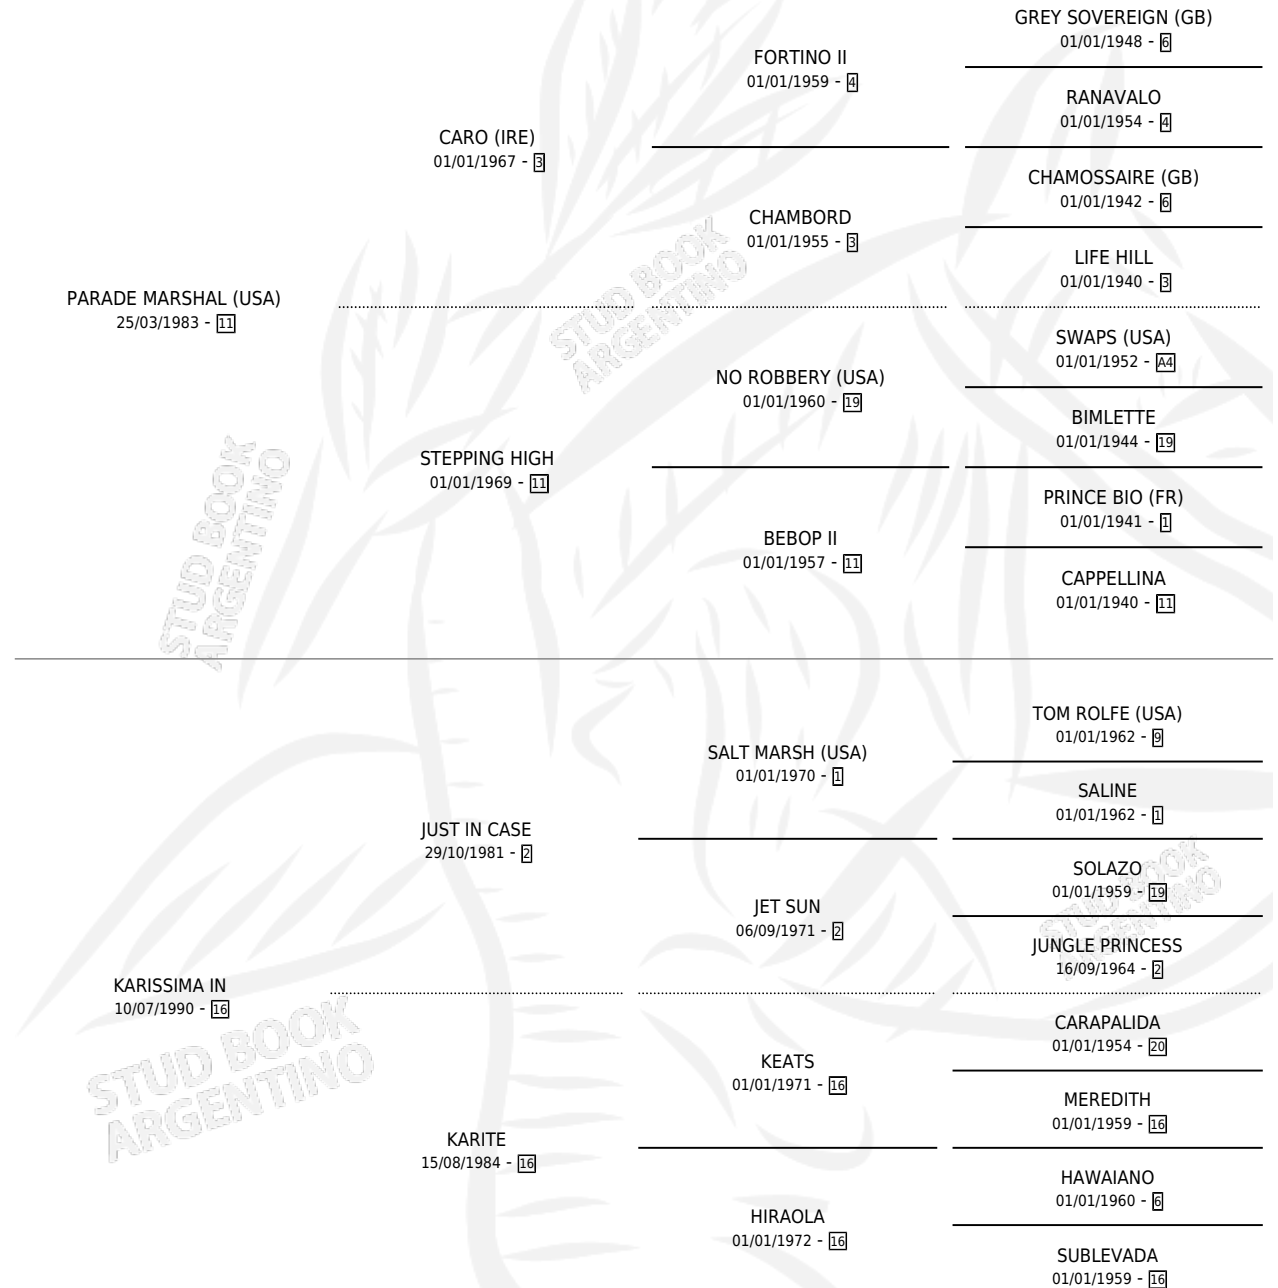 GREY SOVEREIGN (GB)
01/01/1948 - 6
FORTINO II
01/01/1959 - 4
RANAVALO
01/01/1954 - 4
CARO (IRE)
01/01/1967 - 3
CHAMOSSAIRE (GB)
01/01/1942 - 6
CHAMBORD
01/01/1955 - 3
LIFE HILL
01/01/1940 - 3
PARADE MARSHAL (USA)
25/03/1983 - 11
STUD BOOK
ARGENTINO
SWAPS (USA)
01/01/1952 - A4
NO ROBBERY (USA)
01/01/1960 - 19
BIMLETTE
01/01/1944 - 19
STEPPING HIGH
01/01/1969 - 11
PRINCE BIO (FR)
01/01/1941 - 1
BEBOP II
01/01/1957 - 11
CAPPELLINA
01/01/1940 - 11
STUD BOOK
ARGENTINO
TOM ROLFE (USA)
01/01/1962 - 9
SALT MARSH (USA)
01/01/1970 - 1
SALINE
01/01/1962 - 1
JUST IN CASE
29/10/1981 - 2
SOLAZO
01/01/1959 - 19
STUD BOOK
ARGENTINO
JET SUN
06/09/1971 - 2
JUNGLE PRINCESS
16/09/1964 - 2
KARISSIMA IN
10/07/1990 - 16
CARAPALIDA
01/01/1954 - 20
KEATS
01/01/1971 - 16
MEREDITH
01/01/1959 - 16
STUD BOOK
ARGENTINO
KARITE
15/08/1984 - 16
HAWAIANO
01/01/1960 - 6
HIRAOLA
01/01/1972 - 16
SUBLEVADA
01/01/1959 - 16